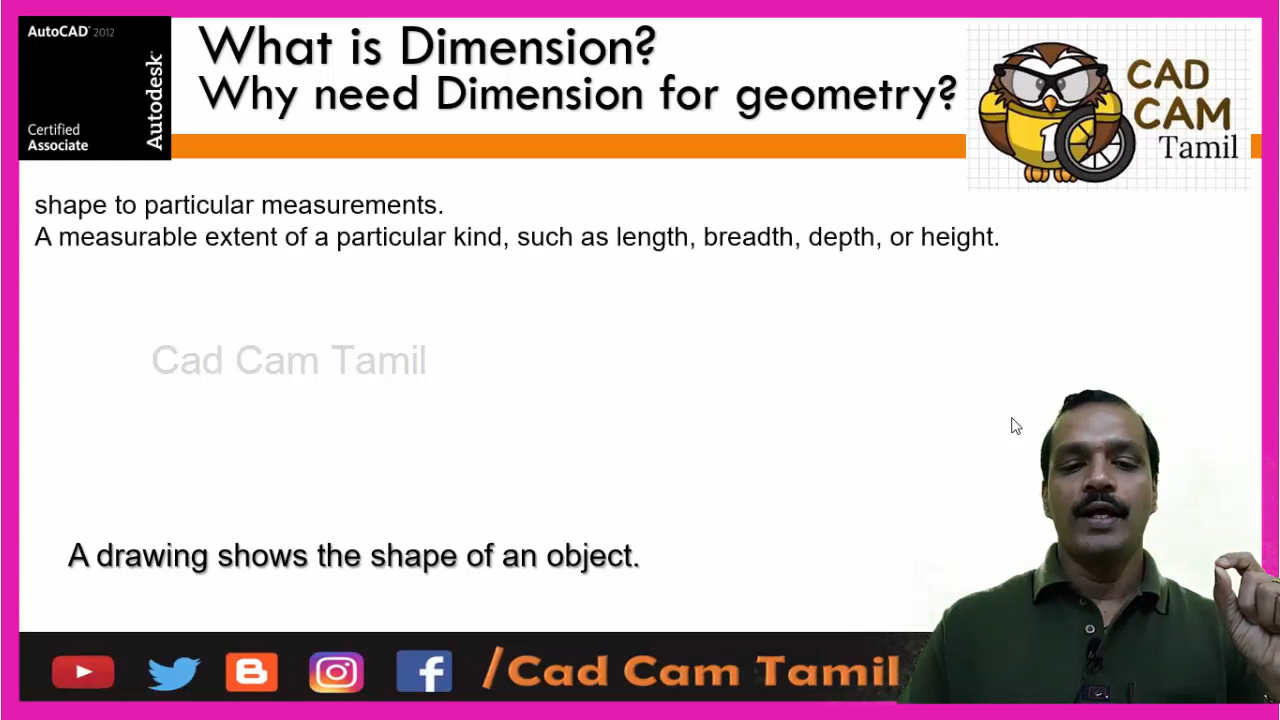 AutoCAD® 2012
Autodesk®
Certified
Associate
What is Dimension?
Why need Dimension for geometry?
CAD
CAM
Tamil
1
shape to particular measurements.
A measurable extent of a particular kind, such as length, breadth, depth, or height.
Cad Cam Tamil
A drawing shows the shape of an object.
/Cad Cam Tamil